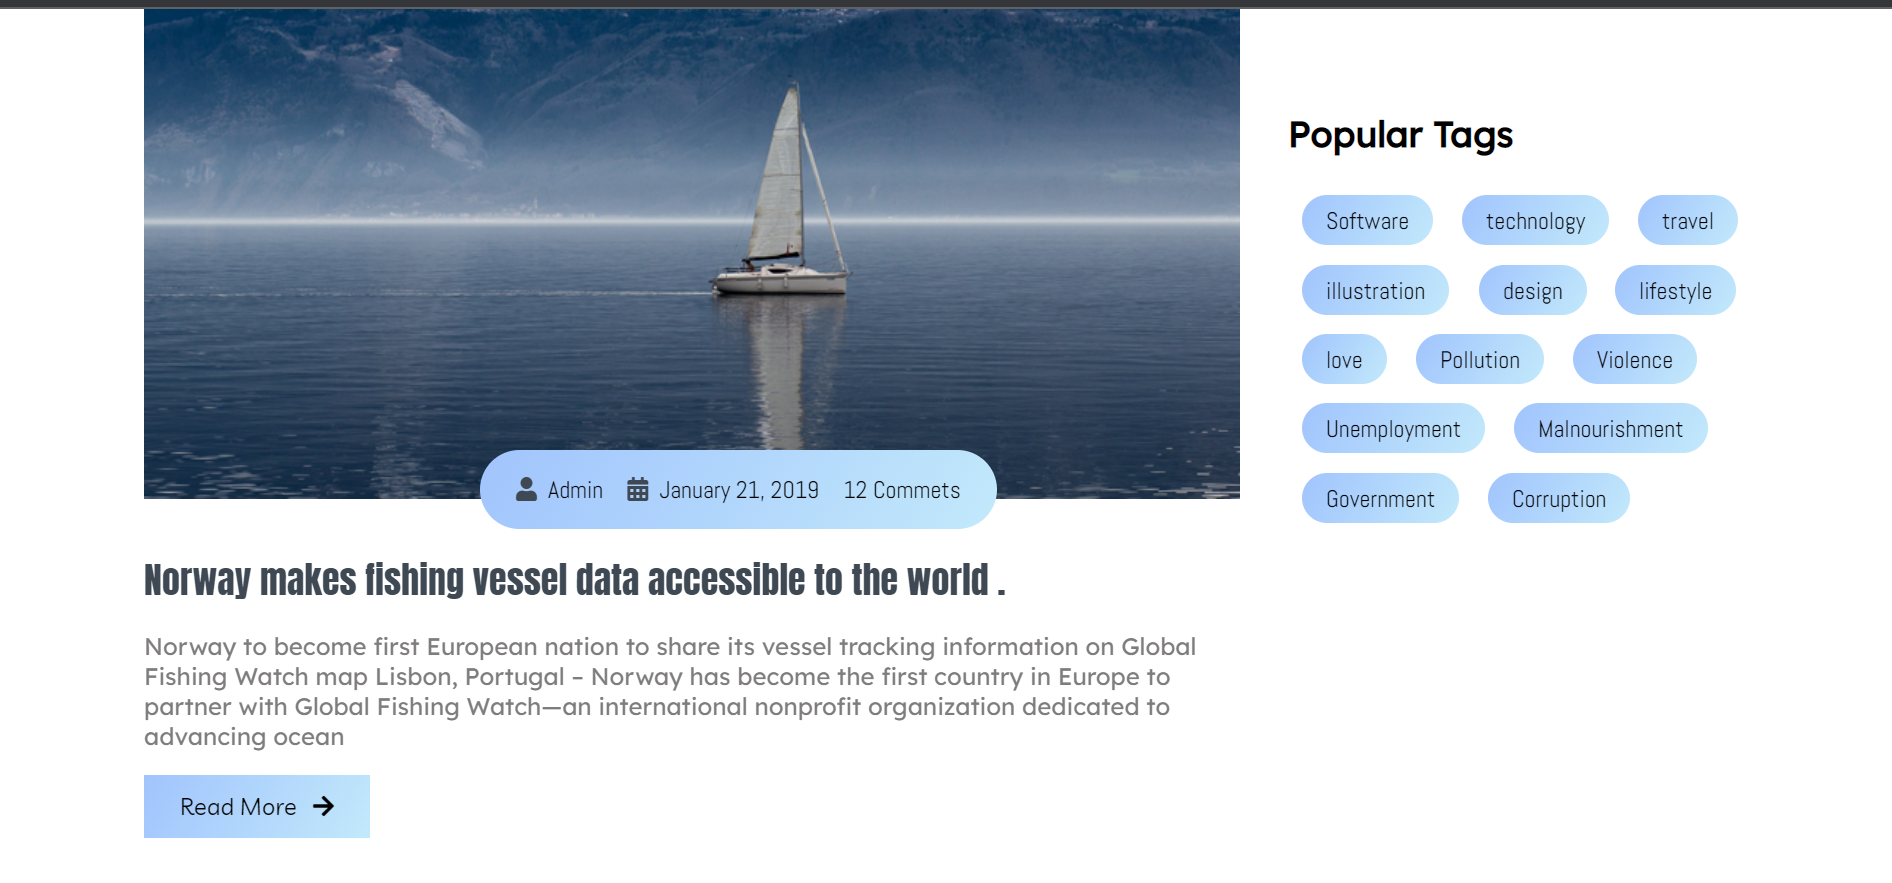 Admin January 21, 2019 12 Commets
Norway makes fishing vessel data accessible to the world .
Norway to become first European nation to share its vessel tracking information on Global
Fishing Watch map Lisbon, Portugal – Norway has become the first country in Europe to
partner with Global Fishing Watch—an international nonprofit organization dedicated to
advancing ocean
Read More
Popular Tags
Software technology travel
illustration design lifestyle
love Pollution Violence
Unemployment Malnourishment
Government Corruption